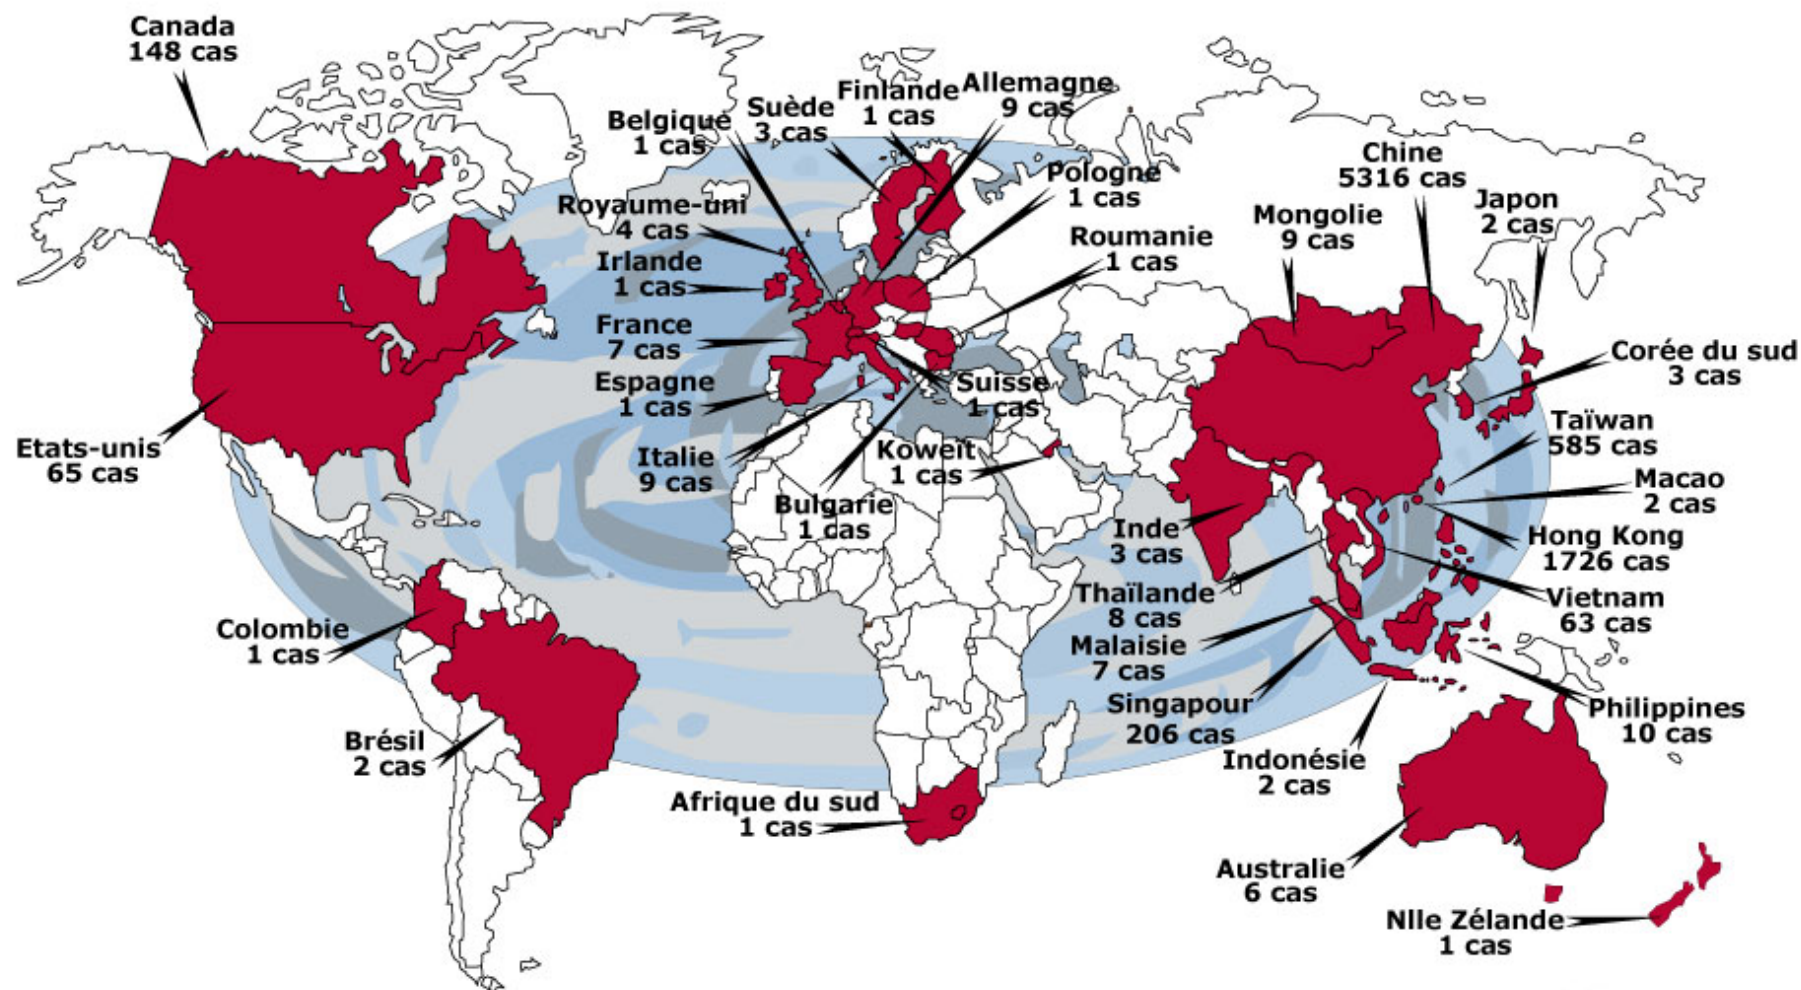 Canada
148 cas
Belgique
1 cas
Suède
3 cas
Finlande
1 cas
Allemagne
9 cas
Pologne
1 cas
Chine
5316 cas
Mongolie
9 cas
Japon
2 cas
Royaume-uni
4 cas
Roumanie
1 cas
Irlande
1 cas
France
7 cas
Espagne
1 cas
Suisse
1 cas
Corée du sud
3 cas
Taïwan
585 cas
Etats-unis
65 cas
Italie
9 cas
Koweït
1 cas
Macao
2 cas
Bulgarie
1 cas
Inde
3 cas
Hong Kong
1726 cas
Thaïlande
8 cas
Vietnam
63 cas
Colombie
1 cas
Malaisie
7 cas
Singapour
206 cas
Philippines
10 cas
Brésil
2 cas
Indonésie
2 cas
Afrique du sud
1 cas
Australie
6 cas
Nlle Zélande
1 cas